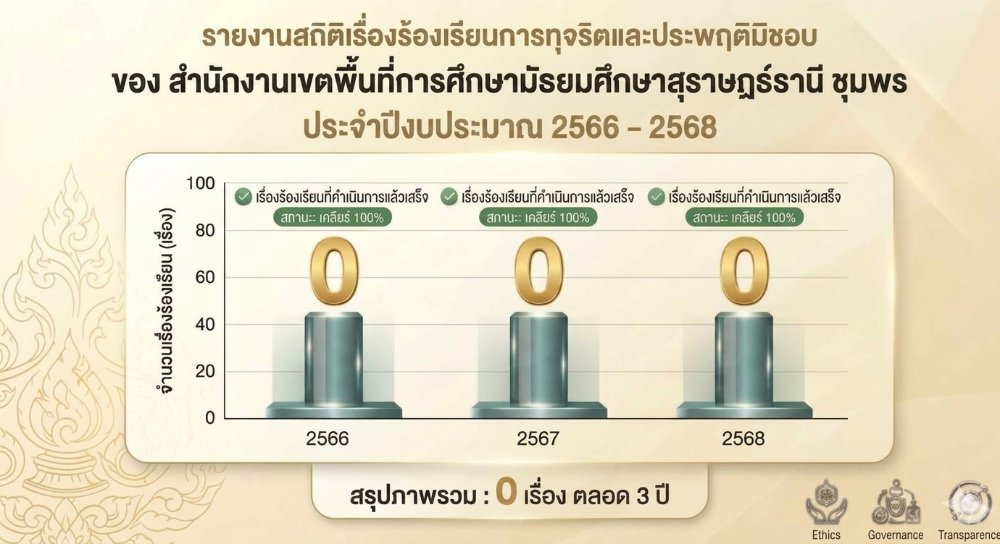 รายงานสถิติเรื่องร้องเรียนการทุจริตและประพฤติมิชอบ
ของ สำนักงานเขตพื้นที่การศึกษามัธยมศึกษาสุราษฎร์ธานี ชุมพร
ประจำปีงบประมาณ 2566 – 2568
จำนวนเรื่องร้องเรียน (เรื่อง)
100
80
60
40
20
0
เรื่องร้องเรียนที่ดำเนินการแล้วเสร็จ
สถานะ: เคลียร์ 100%
0
2566
เรื่องร้องเรียนที่ดำเนินการแล้วเสร็จ
สถานะ: เคลียร์ 100%
0
2567
เรื่องร้องเรียนที่ดำเนินการแล้วเสร็จ
สถานะ: เคลียร์ 100%
0
2568
สรุปภาพรวม : 0 เรื่อง ตลอด 3 ปี
Ethics
Governance
Transparence